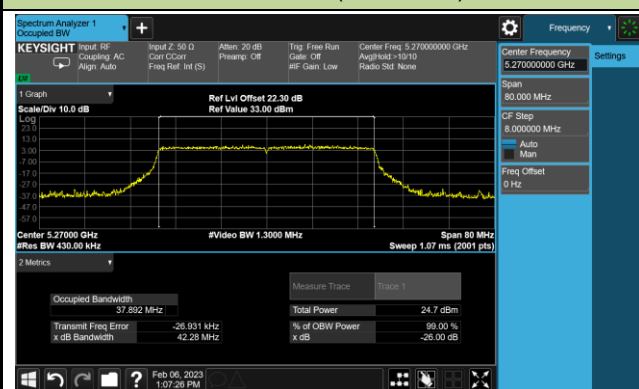 Spectrum Analyzer 1
Occupied BW
+
Frequency
KEYSIGHT
Input: RF
Coupling: AC
Align: Auto
Input Z: 50 Ω
Corr CCorr
Freq Ref: Int (S)
Atten: 20 dB
Preamp: Off
Trig: Free Run
Gate: Off
#IF Gain: Low
Center Freq: 5.270000000 GHz
Avg|Hold:>10/10
Radio Std: None
Center Frequency
5.270000000 GHz
Settings
Span
80.000 MHz
CF Step
8.000000 MHz
Auto
Man
Freq Offset
0 Hz
1 Graph
Scale/Div 10.0 dB
Ref Lvl Offset 22.30 dB
Ref Value 33.00 dBm
Log
23.0
13.0
3.00
-7.00
-17.0
-27.0
-37.0
-47.0
-57.0
Center 5.27000 GHz
#Res BW 430.00 kHz
#Video BW 1.3000 MHz
Span 80 MHz
Sweep 1.07 ms (2001 pts)
2 Metrics
Measure Trace
Trace 1
Occupied Bandwidth
37.892 MHz
Total Power
24.7 dBm
Transmit Freq Error
-26.931 kHz
% of OBW Power
99.00 %
x dB Bandwidth
42.28 MHz
x dB
-26.00 dB
?
Feb 06, 2023
1:07:26 PM